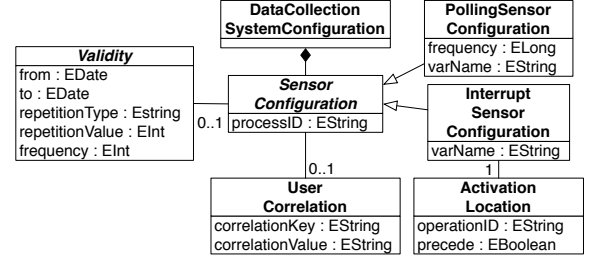 DataCollection
SystemConfiguration
PollingSensor
Configuration
frequency : ELong
varName : EString
Validity
from : EDate
to : EDate
repetitionType : Estring
repetitionValue : EInt
frequency : EInt
0..1
Sensor
Configuration
processID : EString
Interrupt
Sensor
Configuration
varName : EString
0..1
1
User
Correlation
correlationKey : EString
correlationValue : EString
Activation
Location
operationID : EString
precede : EBoolean